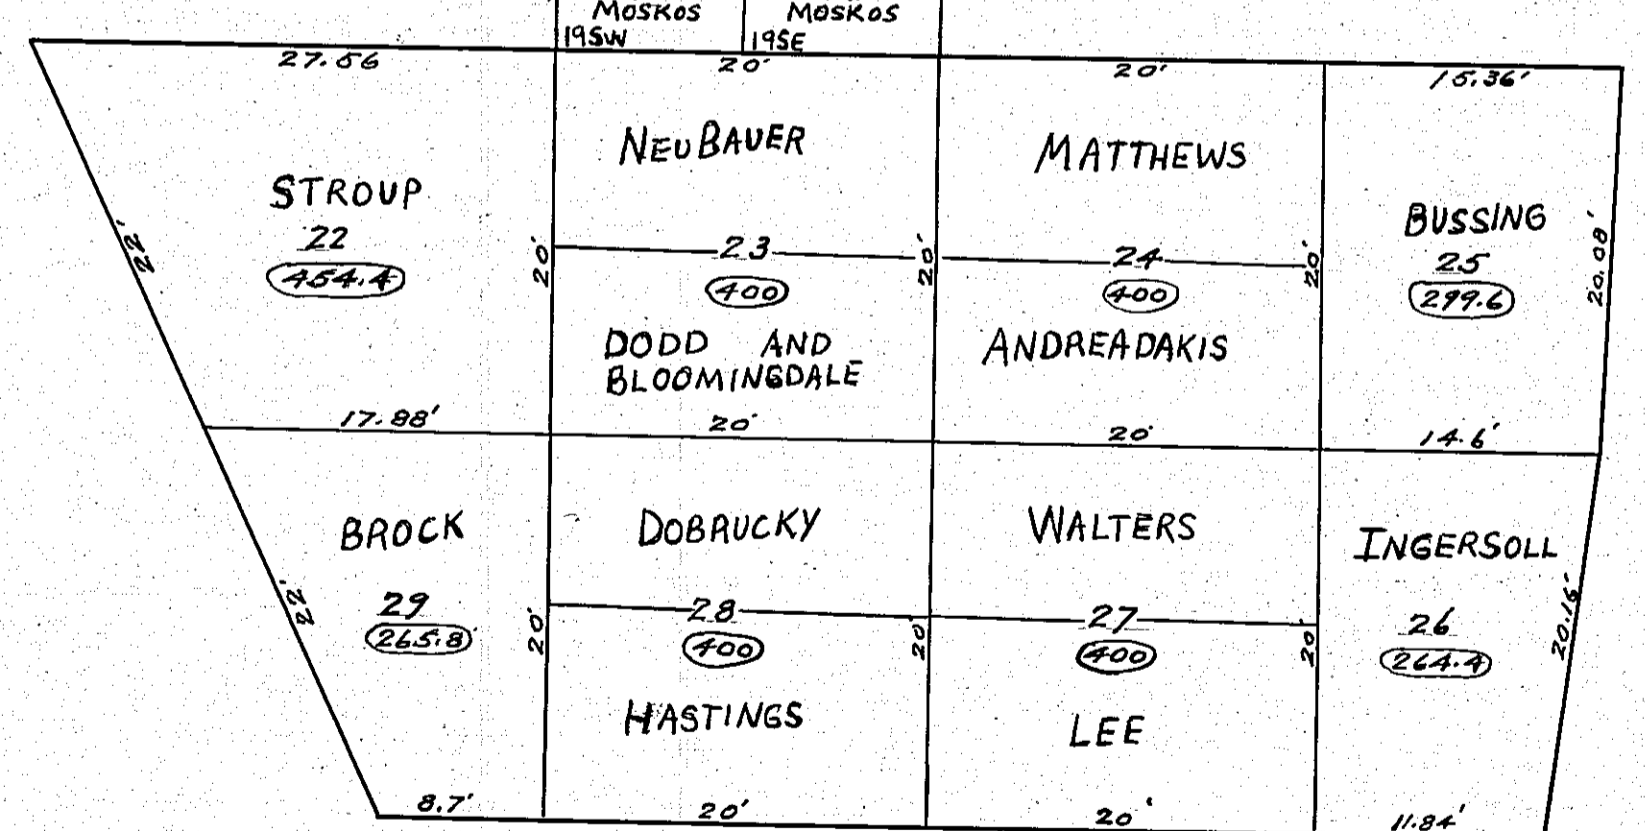 MOSKOS MOSKOS
19SW 19SE
27.56 20' 20' 15.36'
NEUBAUER MATTHEWS
STROUP BUSSING
22 23 24 25
454.4 400 400 299.6
22' 20' 20' 20' 20.08'
DODD AND ANDREADAKIS
BLOOMINGDALE
17.88' 20' 20' 14.6'
BROCK DOBRUCKY WALTERS INGERSOLL
29 28 27 26
265.8 400 400 264.4
22' 20' 20' 20' 20.16'
HASTINGS LEE
8.7' 20' 20' 11.84'